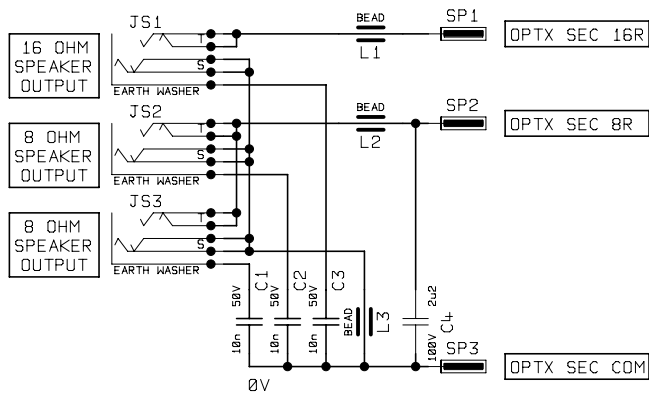 JS1
BEAD
SP1
16 OHM
SPEAKER
OUTPUT
T
S
L1
OPTX SEC 16R
EARTH WASHER
JS2
BEAD
SP2
8 OHM
SPEAKER
OUTPUT
T
S
L2
OPTX SEC 8R
EARTH WASHER
JS3
8 OHM
SPEAKER
OUTPUT
T
S
EARTH WASHER
C1
50V
10n
C2
50V
10n
C3
50V
10n
BEAD
L3
2u2
C4
100V
SP3
OPTX SEC COM
0V